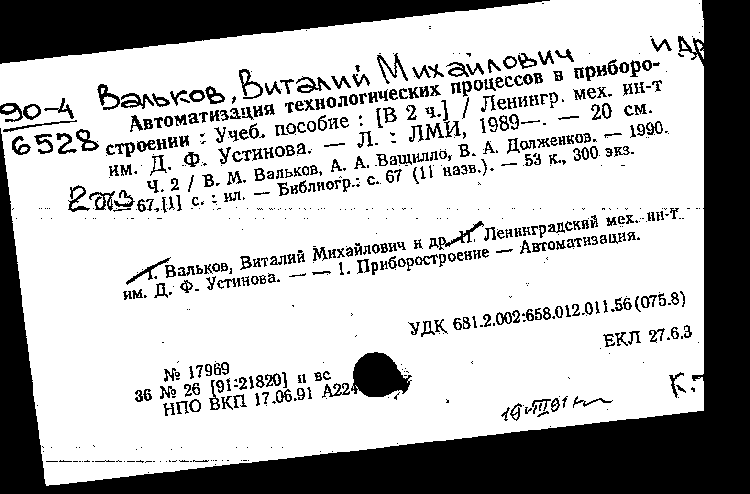 90-4 Вальков, Виталий Михайлович и др
6528
Автоматизация технологических процессов в приборо-
строении : Учеб. пособие : [В 2 ч.] / Ленингр. мех. ин-т
им. Д. Ф. Устинова. — Л. : ЛМИ, 1989—. — 20 см.
Ч. 2 / В. М. Вальков, А. А. Ващилло, В. А. Долженков. — 1990.
67,[1] с. : ил. — Библиогр.: с. 67 (11 назв.). — 53 к., 300 экз.
I. Вальков, Виталий Михайлович и др. II. Ленинградский мех. ин-т
им. Д. Ф. Устинова. — — 1. Приборостроение — Автоматизация.
УДК 681.2.002:658.012.011.56(075.8)
ЕКЛ 27.6.3
№ 17969
36 № 26 [91-21820] п вс
НПО ВКП 17.06.91 А224
К.